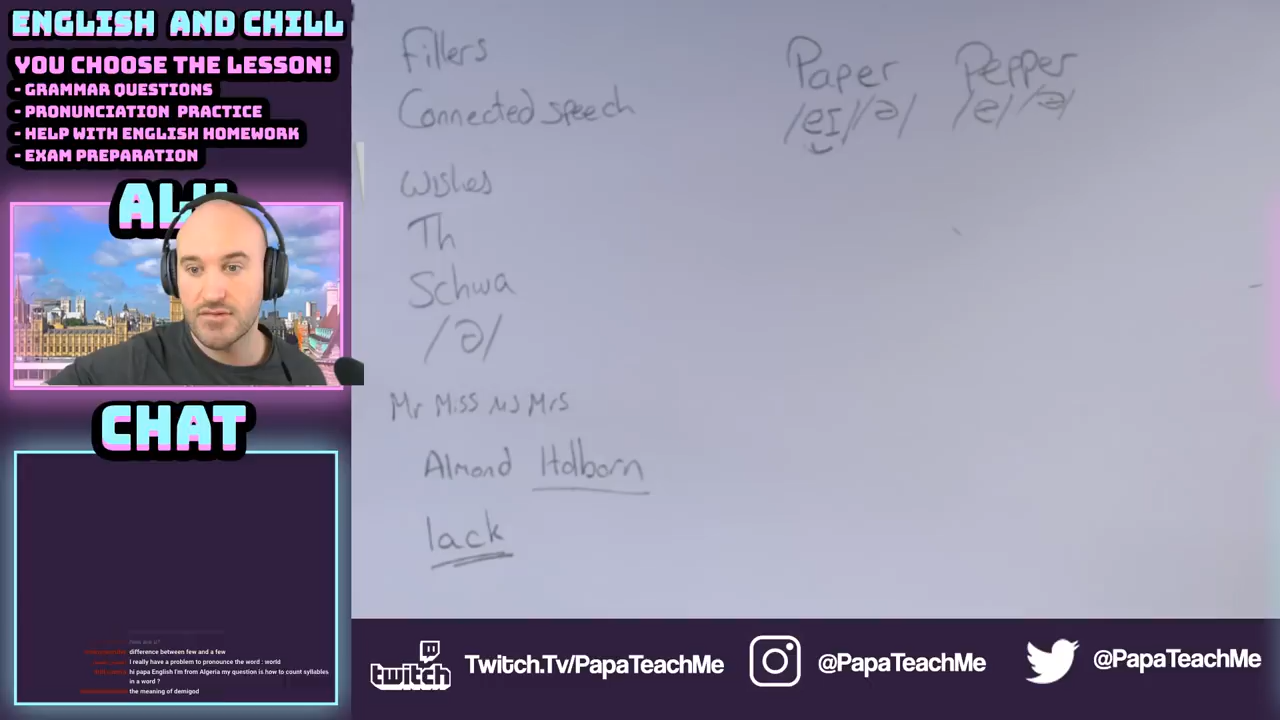 ENGLISH AND CHILL
YOU CHOOSE THE LESSON!
- GRAMMAR QUESTIONS
- PRONUNCIATION PRACTICE
- HELP WITH ENGLISH HOMEWORK
- EXAM PREPARATION
CHAT
how are u?
difference between few and a few
I really have a problem to pronounce the word : world
hi papa English I'm from Algeria my question is how to count syllables
in a word ?
the meaning of demigod
Fillers
Connected speech
Wishes
Th
Schwa
/ə/
Mr Miss Ms Mrs
Almond Holborn
lack
Paper Pepper
/eɪ/ /ə/ /e/ /ə/
twitch
Twitch.Tv/PapaTeachMe
@PapaTeachMe
@PapaTeachMe